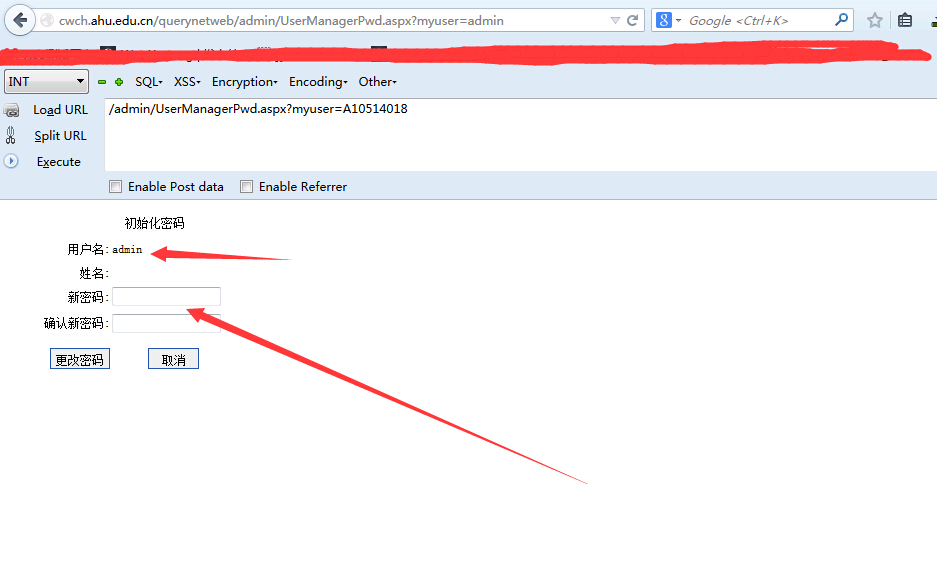 cwch.ahu.edu.cn/querynetweb/admin/UserManagerPwd.aspx?myuser=admin
Google <Ctrl+K>
INT SQL XSS Encryption Encoding Other
Load URL /admin/UserManagerPwd.aspx?myuser=A10514018
Split URL
Execute
Enable Post data Enable Referrer
初始化密码
用户名: admin
姓名:
新密码:
确认新密码:
更改密码 取消